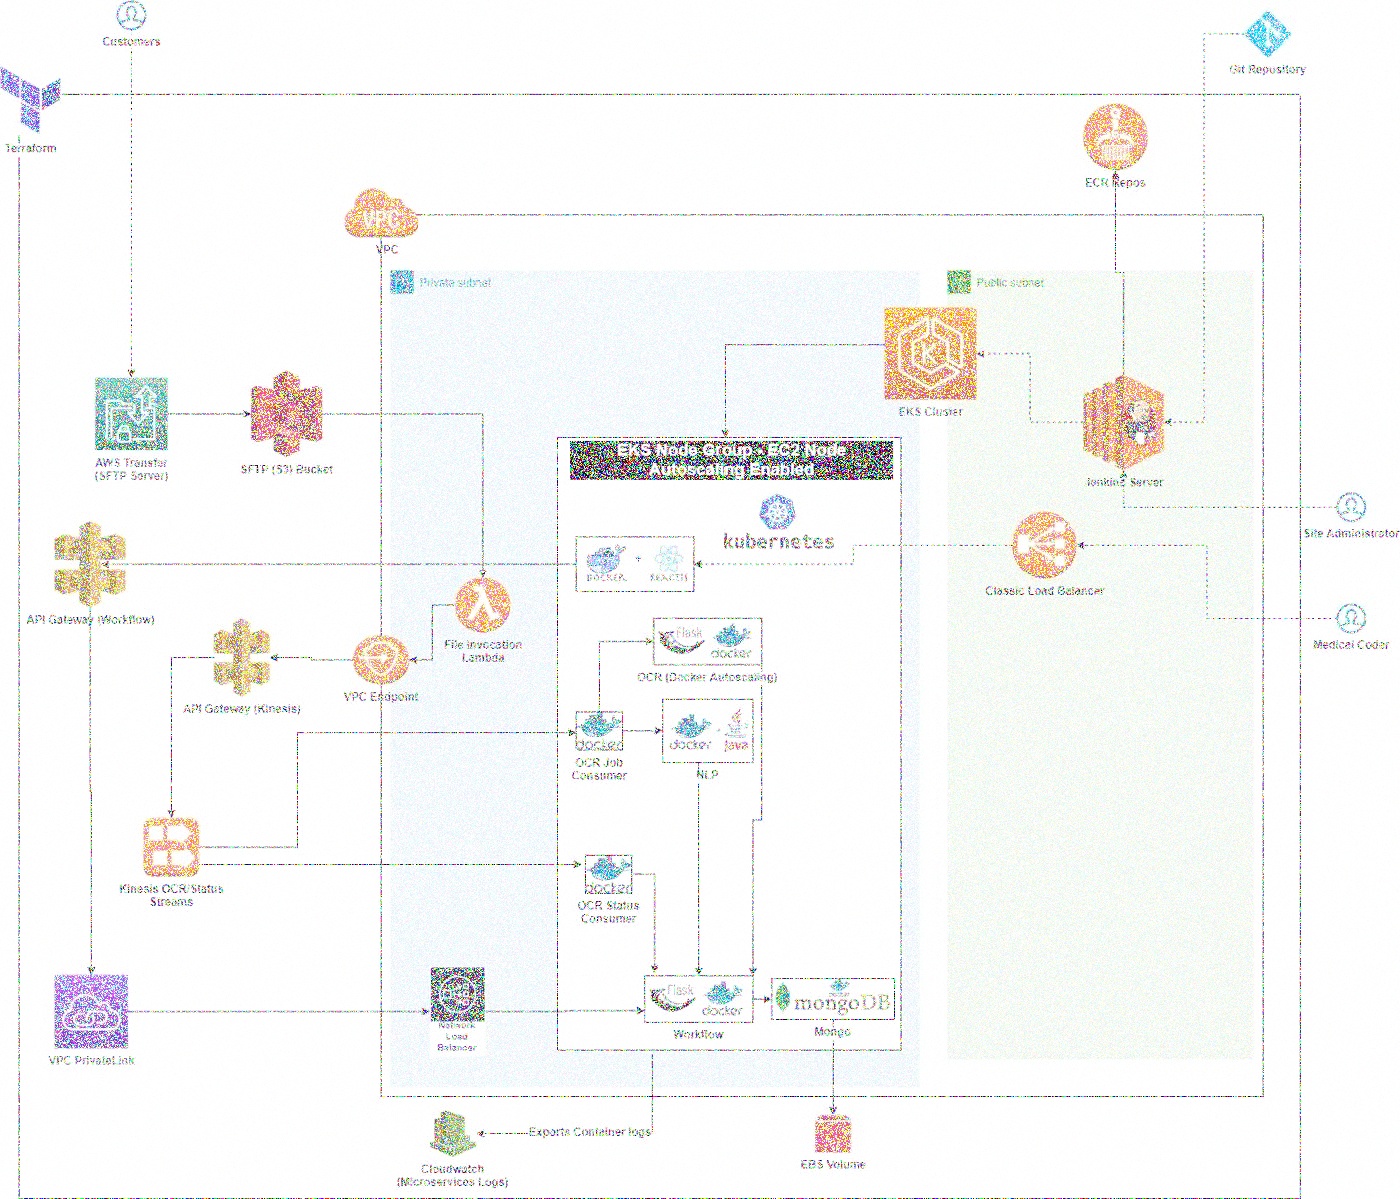 Customers
Git Repository
Terraform
ECR Repos
VPC
VPC
Private subnet
Public subnet
EKS Cluster
AWS Transfer
(SFTP Server)
SFTP (S3) Bucket
EKS Node Group - EC2 Node
Autoscaling Enabled
Jenkins Server
kubernetes
Site Administrator
DOCKER
+
REACTJS
Classic Load Balancer
API Gateway (Workflow)
File Invocation
Lambda
Medical Coder
Flask
docker
OCR (Docker Autoscaling)
VPC Endpoint
API Gateway (Kinesis)
docker
docker
Java
OCR Job
Consumer
NLP
docker
Kinesis OCR/Status
Streams
OCR Status
Consumer
Flask
docker
mongoDB
Network
Load
Balancer
Workflow
Mongo
VPC PrivateLink
Exports Container logs
Cloudwatch
(Microservices Logs)
EBS Volume